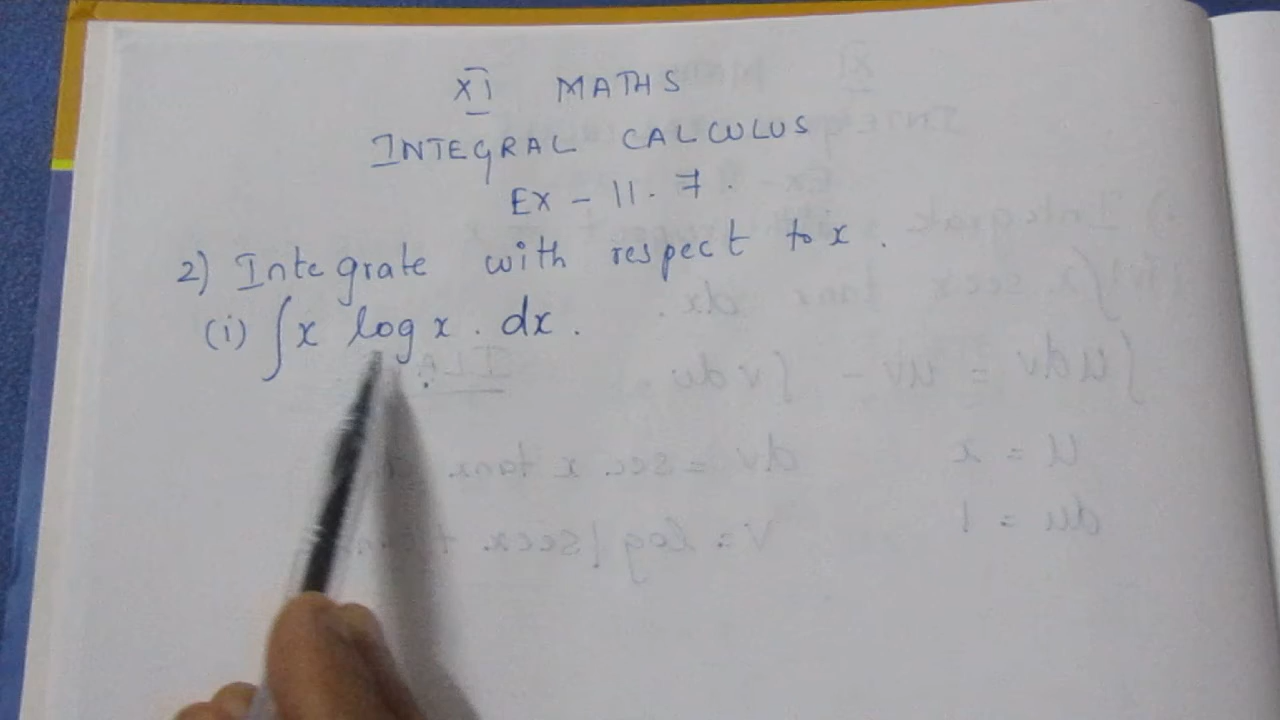 XI MATHS
INTEGRAL CALCULUS
EX - 11.7.
2) Integrate with respect to x.
(i) ∫ x log x . dx .